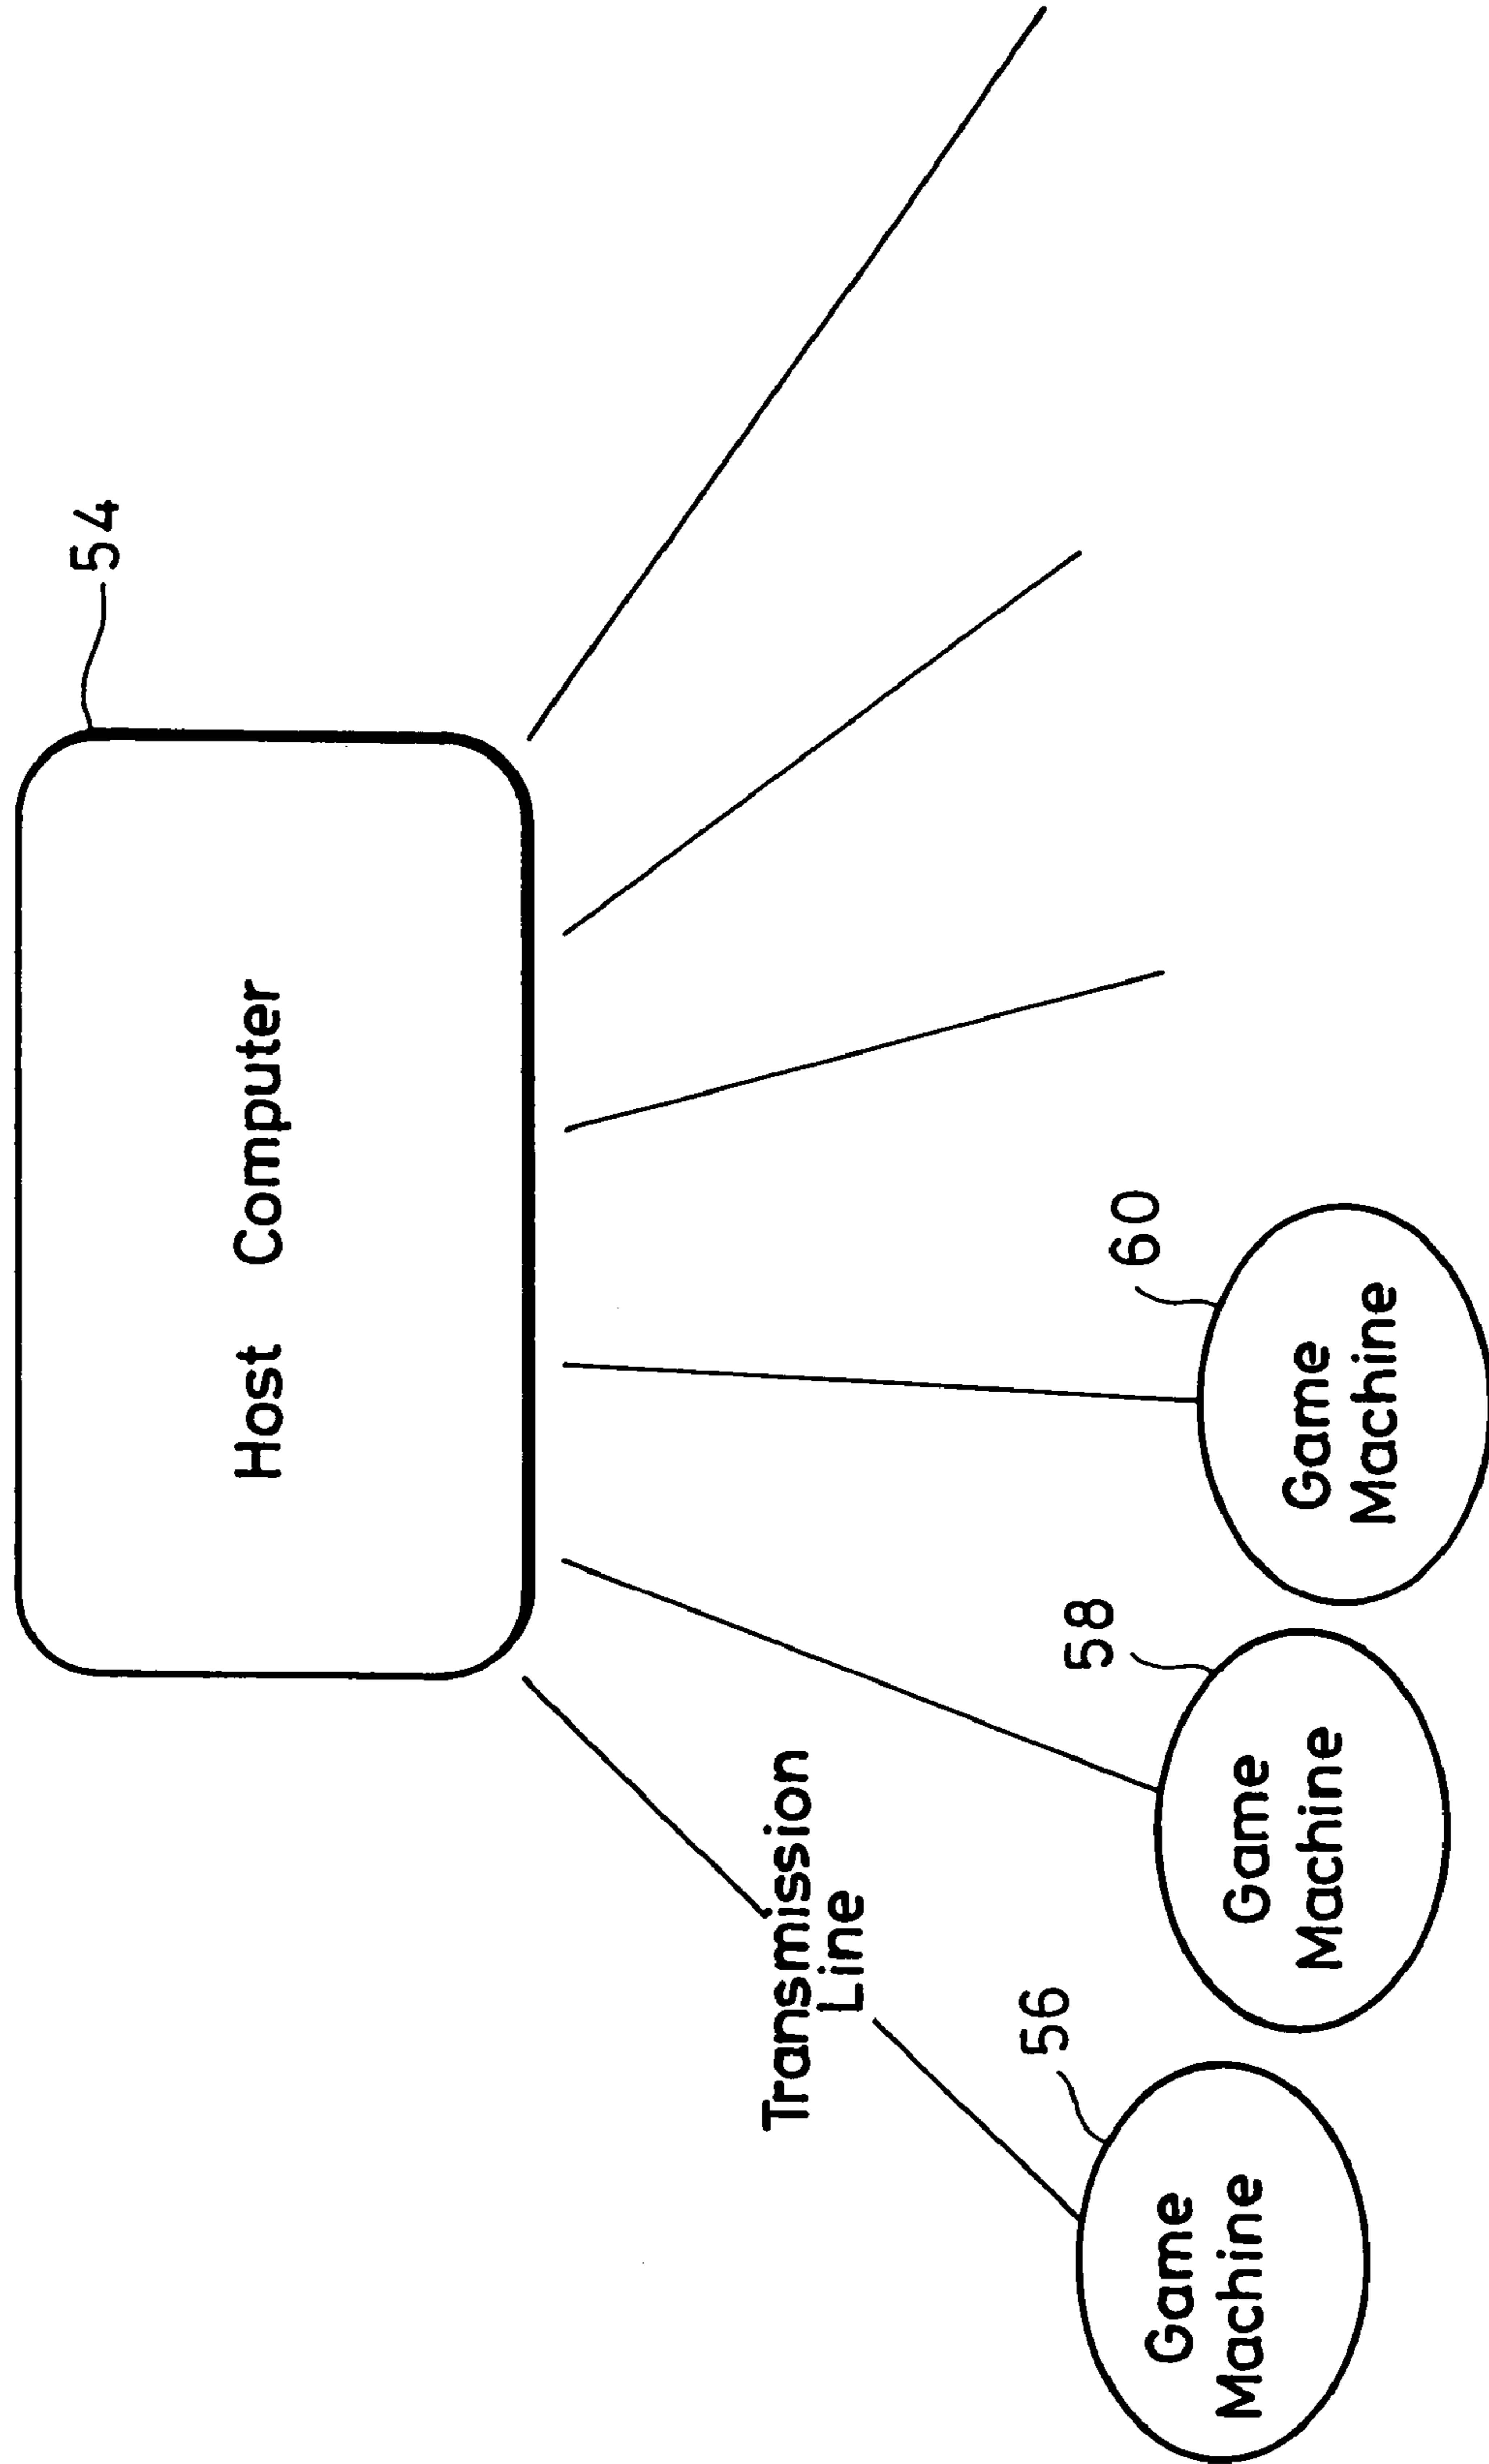 54
Host Computer
Transmission
Line
56
58
60
Game
Machine
Game
Machine
Game
Machine